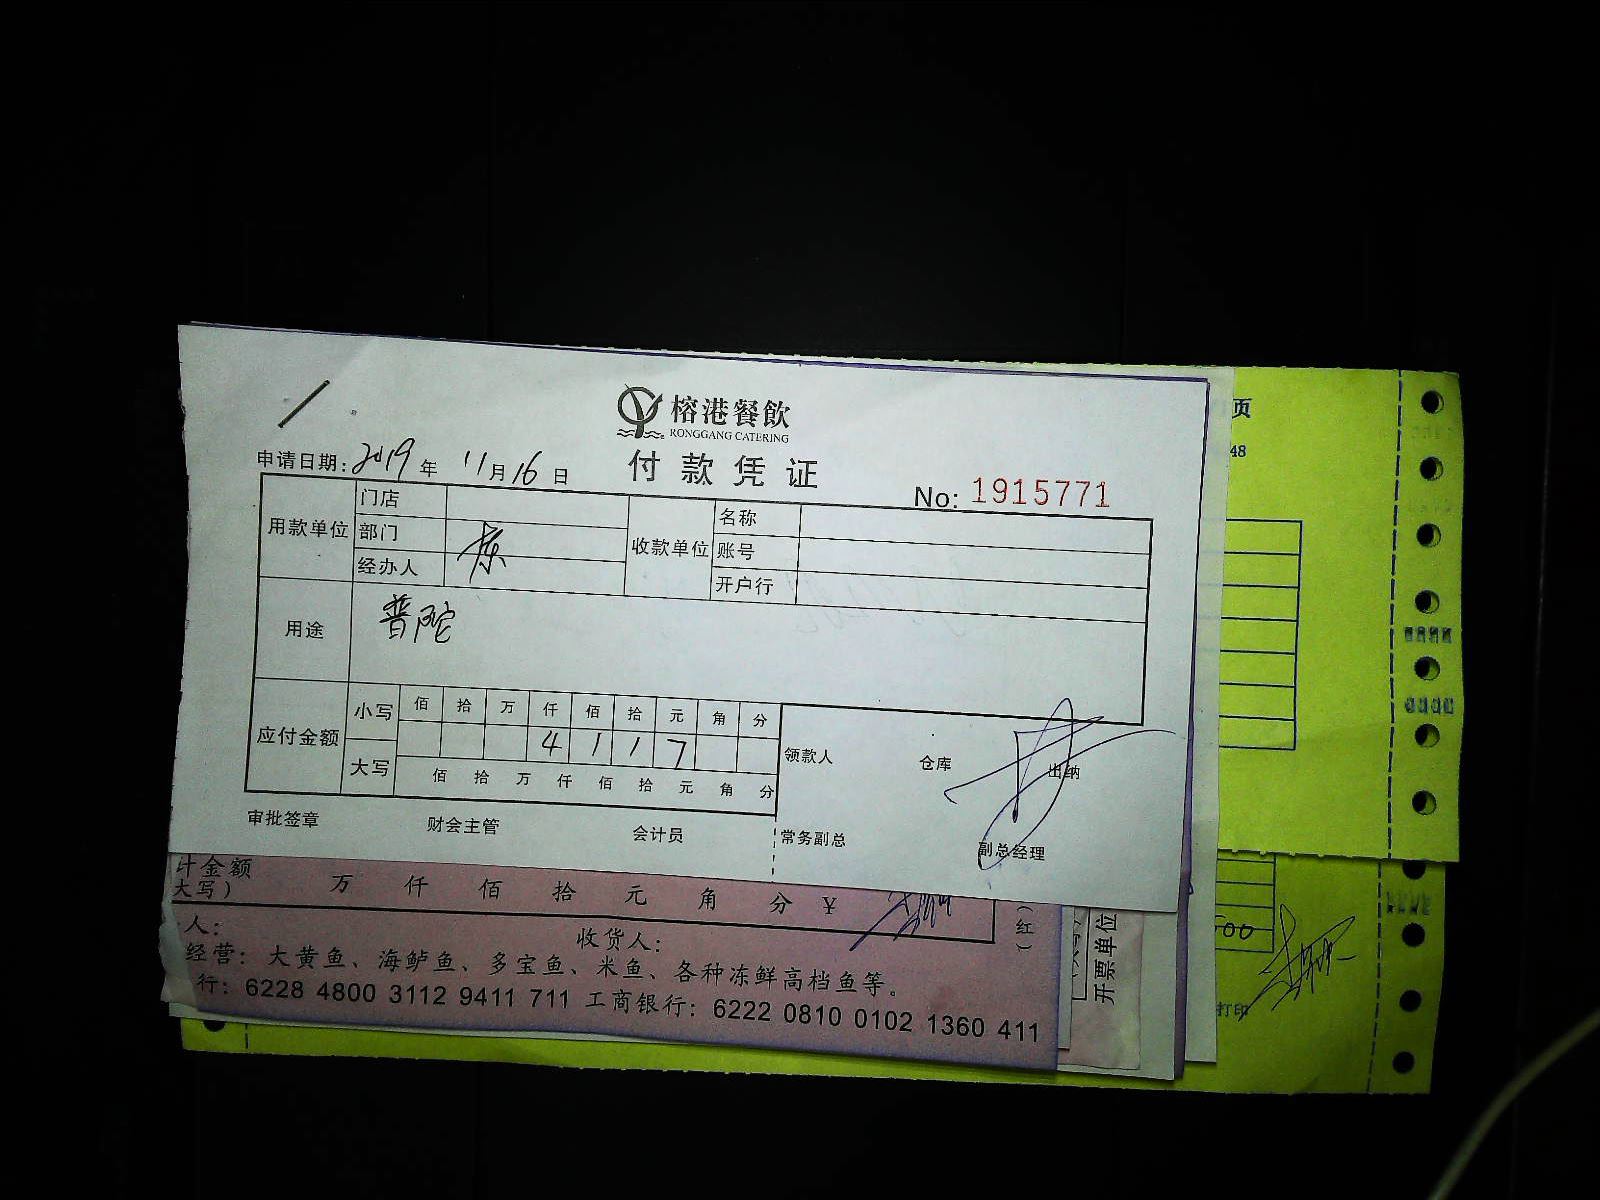 榕港餐飲
RONGGANG CATERING
付款凭证
申请日期: 2019 年 11 月 16 日
No: 1915771
用款单位 门店 收款单位 名称
部门 账号
经办人 开户行
用途 普陀
应付金额 小写 佰 拾 万 仟 佰 拾 元 角 分
4 1 1 7
大写 佰 拾 万 仟 佰 拾 元 角 分
领款人 仓库 出纳
审批签章 财会主管 会计员 常务副总 副总经理
计金额
大写） 万 仟 佰 拾 元 角 分 ￥
人: 收货人:
经营: 大黄鱼、海鲈鱼、多宝鱼、米鱼、各种冻鲜高档鱼等。
行: 6228 4800 3112 9411 711 工商银行: 6222 0810 0102 1360 411
（红）
开票单位
页
48
打印